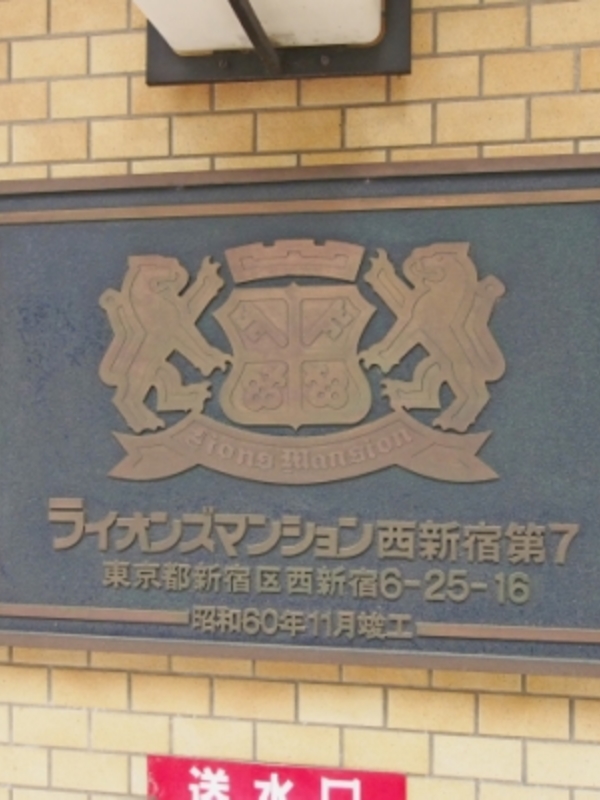 Lions Mansion
ライオンズマンション西新宿第7
東京都新宿区西新宿6-25-16
昭和60年11月竣工
送水口